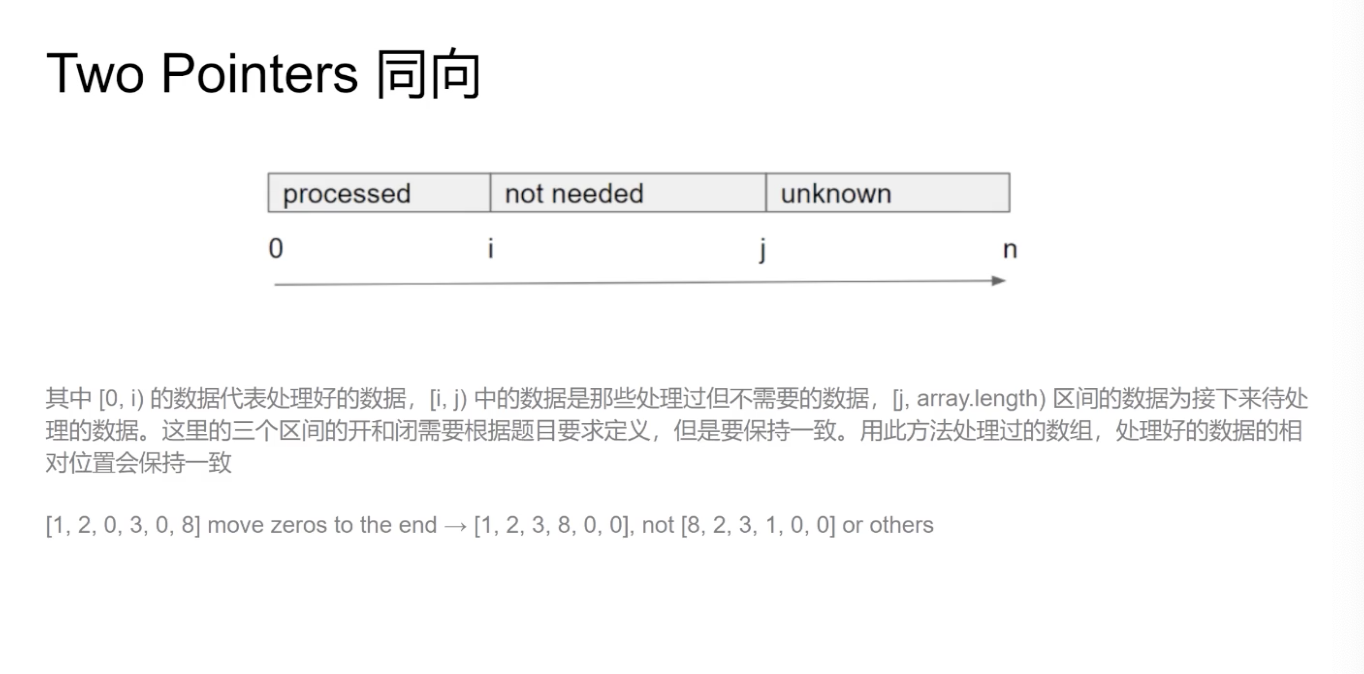 Two Pointers 同向
processed not needed unknown
0 i j n
其中 [0, i) 的数据代表处理好的数据，[i, j) 中的数据是那些处理过但不需要的数据，[j, array.length) 区间的数据为接下来待处
理的数据。这里的三个区间的开和闭需要根据题目要求定义，但是要保持一致。用此方法处理过的数组，处理好的数据的相
对位置会保持一致
[1, 2, 0, 3, 0, 8] move zeros to the end → [1, 2, 3, 8, 0, 0], not [8, 2, 3, 1, 0, 0] or others